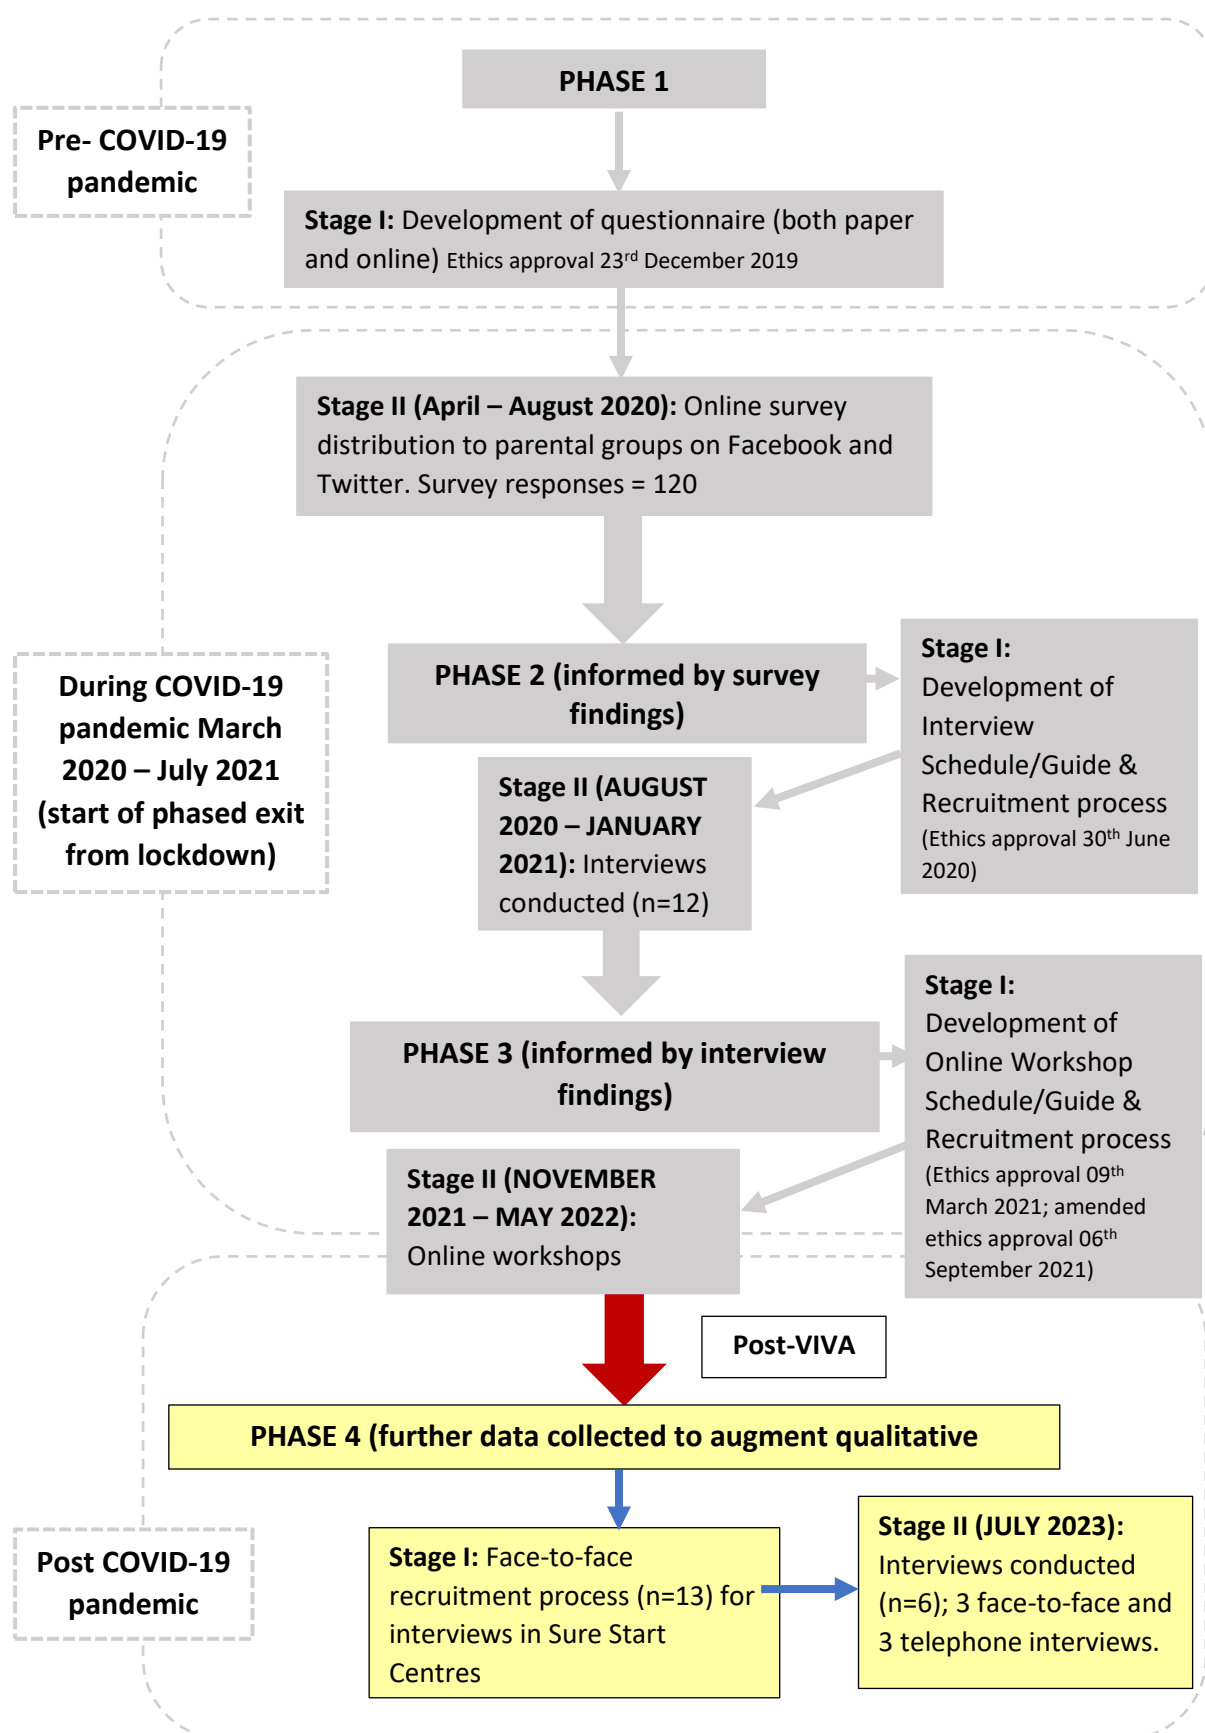 PHASE 1
Pre- COVID-19
pandemic
Stage I: Development of questionnaire (both paper
and online) Ethics approval 23rd December 2019
Stage II (April – August 2020): Online survey
distribution to parental groups on Facebook and
Twitter. Survey responses = 120
During COVID-19
pandemic March
2020 – July 2021
(start of phased exit
from lockdown)
PHASE 2 (informed by survey
findings)
Stage I:
Development of
Interview
Schedule/Guide &
Recruitment process
(Ethics approval 30th June
2020)
Stage II (AUGUST
2020 – JANUARY
2021): Interviews
conducted (n=12)
PHASE 3 (informed by interview
findings)
Stage I:
Development of
Online Workshop
Schedule/Guide &
Recruitment process
(Ethics approval 09th
March 2021; amended
ethics approval 06th
September 2021)
Stage II (NOVEMBER
2021 – MAY 2022):
Online workshops
Post-VIVA
PHASE 4 (further data collected to augment qualitative
Post COVID-19
pandemic
Stage I: Face-to-face
recruitment process (n=13) for
interviews in Sure Start
Centres
Stage II (JULY 2023):
Interviews conducted
(n=6); 3 face-to-face and
3 telephone interviews.